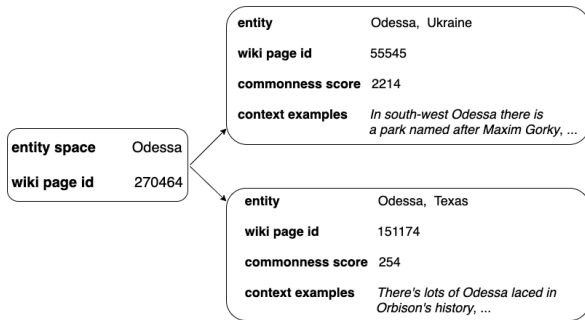 entity space Odessa
wiki page id 270464
entity Odessa, Ukraine
wiki page id 55545
commonness score 2214
context examples In south-west Odessa there is
a park named after Maxim Gorky, ...
entity Odessa, Texas
wiki page id 151174
commonness score 254
context examples There's lots of Odessa laced in
Orbison's history, ...